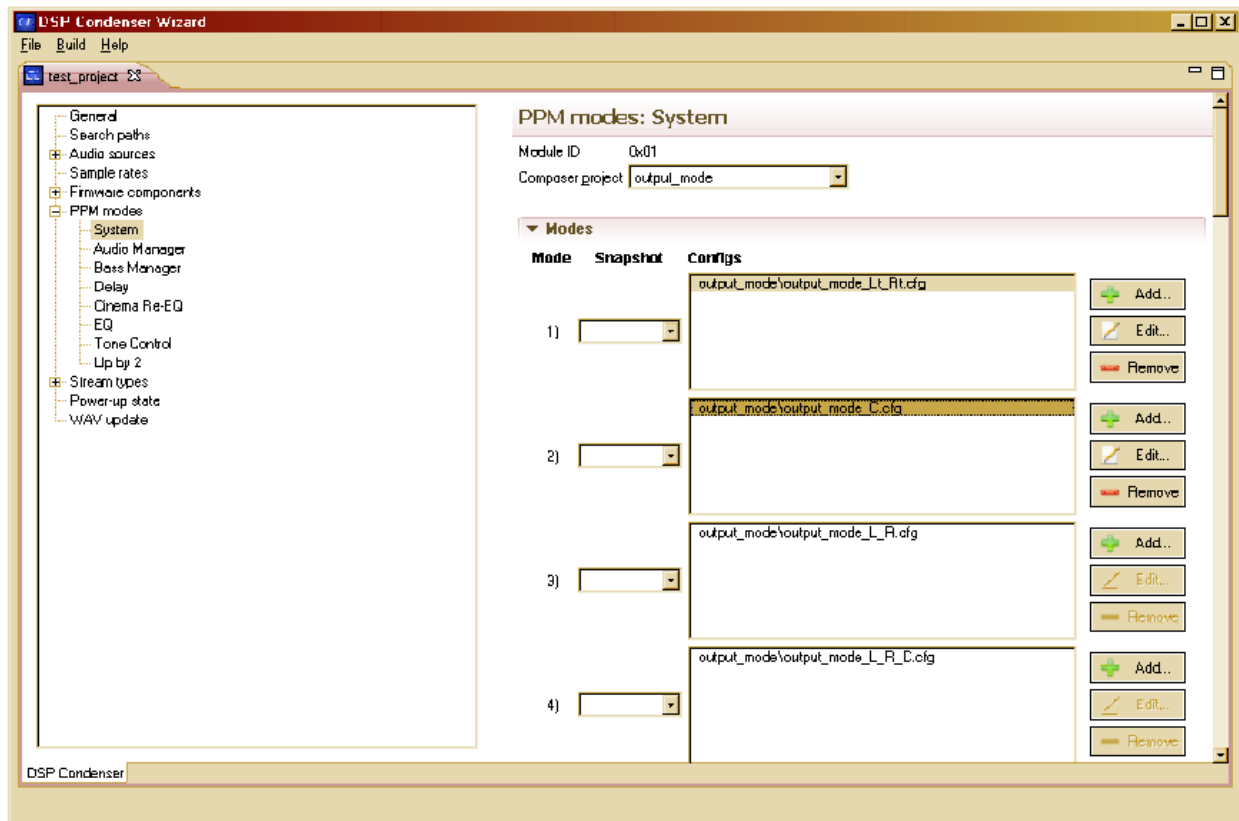 DSP Condenser Wizard
File Build Help
test_project
General
Search paths
Audio sources
Sample rates
Firmware components
PPM modes
System
Audio Manager
Bass Manager
Delay
Cinema Re-EQ
EQ
Tone Control
Up by 2
Stream types
Power-up state
WAV update
PPM modes: System
Module ID 0x01
Composer project output_mode
Modes
Mode Snapshot Configs
output_mode\output_mode_Lt_Rt.cfg
1)
Add...
Edit...
Remove
output_mode\output_mode_C.cfg
2)
Add...
Edit...
Remove
output_mode\output_mode_L_R.cfg
3)
Add...
Edit...
Remove
output_mode\output_mode_L_R_C.cfg
4)
Add...
Edit...
Remove
DSP Condenser